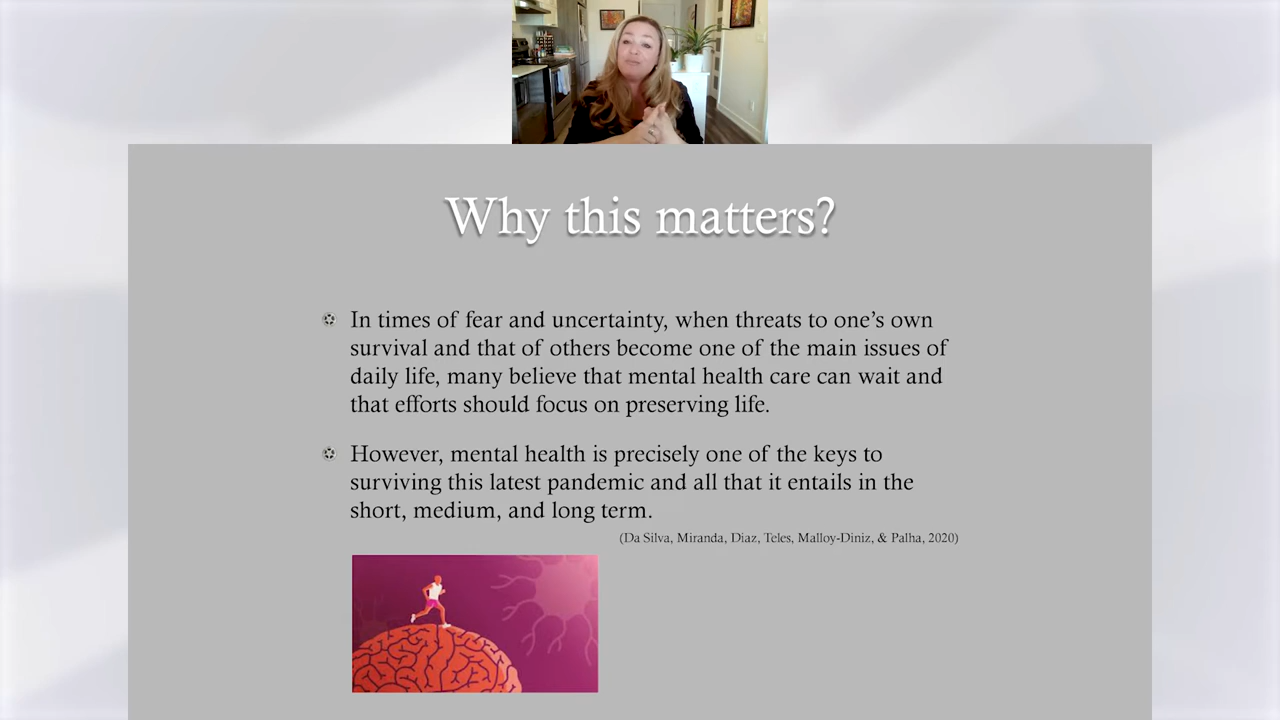 Why this matters?
In times of fear and uncertainty, when threats to one’s own
survival and that of others become one of the main issues of
daily life, many believe that mental health care can wait and
that efforts should focus on preserving life.
However, mental health is precisely one of the keys to
surviving this latest pandemic and all that it entails in the
short, medium, and long term.
(Da Silva, Miranda, Diaz, Teles, Malloy-Diniz, & Palha, 2020)